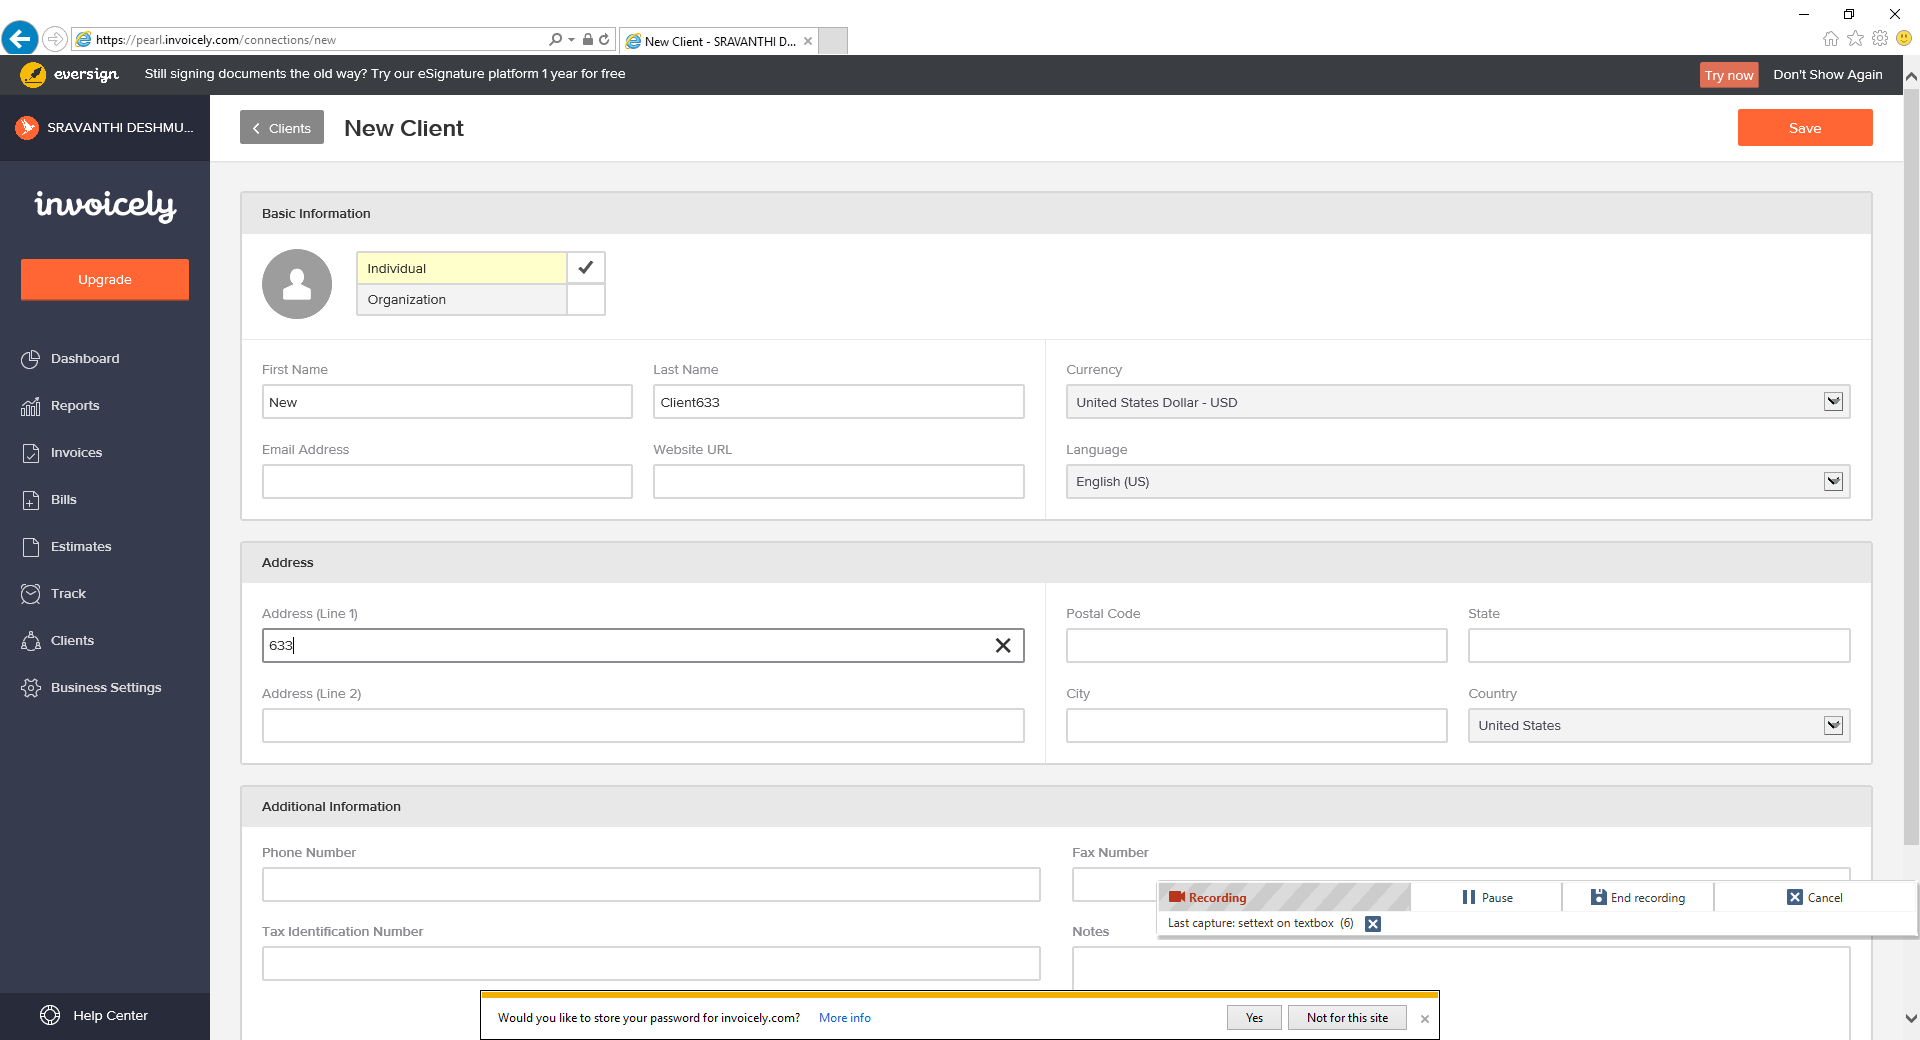 https://pearl.invoicely.com/connections/new
New Client - SRAVANTHI D...
eversign
Still signing documents the old way? Try our eSignature platform 1 year for free
Try now
Don't Show Again
SRAVANTHI DESHMU...
Clients
New Client
Save
invoicely
Upgrade
Dashboard
Reports
Invoices
Bills
Estimates
Track
Clients
Business Settings
Help Center
Basic Information
Individual
Organization
First Name
Last Name
Currency
New
Client633
United States Dollar - USD
Email Address
Website URL
Language
English (US)
Address
Address (Line 1)
Postal Code
State
633
Address (Line 2)
City
Country
United States
Additional Information
Phone Number
Fax Number
Recording
Pause
End recording
Cancel
Last capture: settext on textbox (6)
Tax Identification Number
Notes
Would you like to store your password for invoicely.com?
More info
Yes
Not for this site